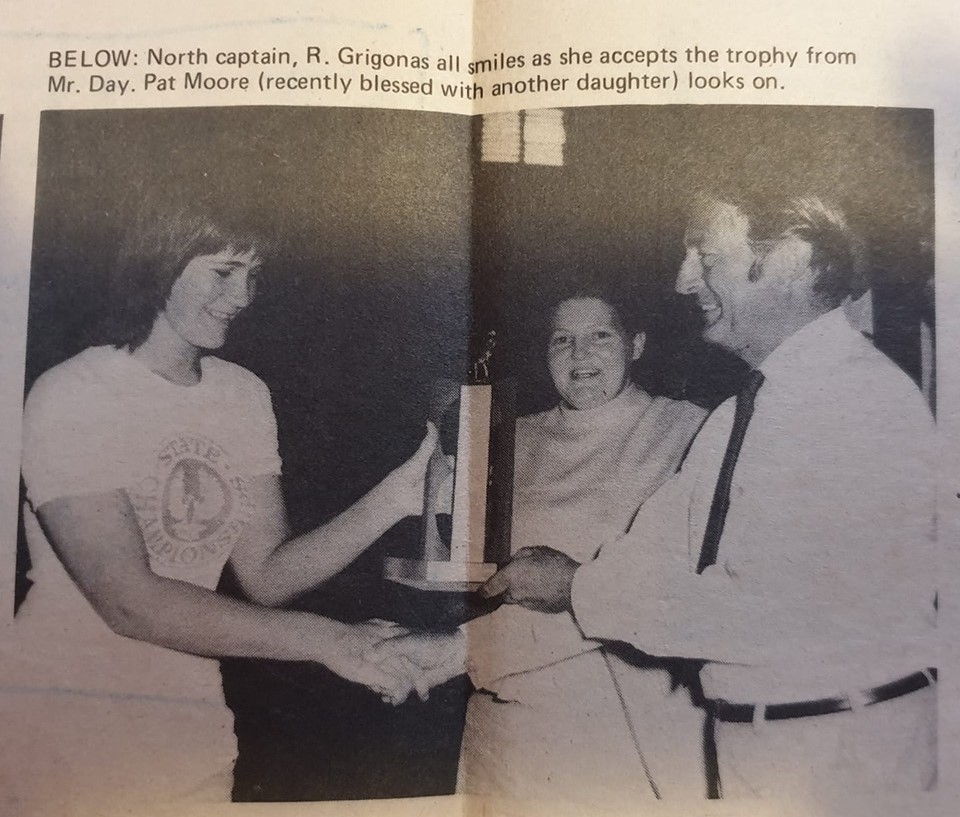 BELOW: North captain, R. Grigonas all smiles as she accepts the trophy from
Mr. Day. Pat Moore (recently blessed with another daughter) looks on.
STATE
CHAMPIONS